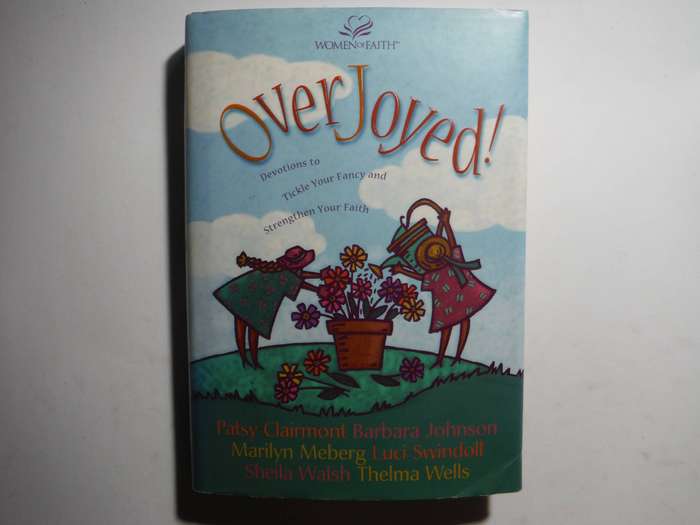 WOMEN OF FAITH™
OverJoyed!
Devotions to
Tickle Your Fancy and
Strengthen Your Faith
Patsy Clairmont Barbara Johnson
Marilyn Meberg Luci Swindoll
Sheila Walsh Thelma Wells